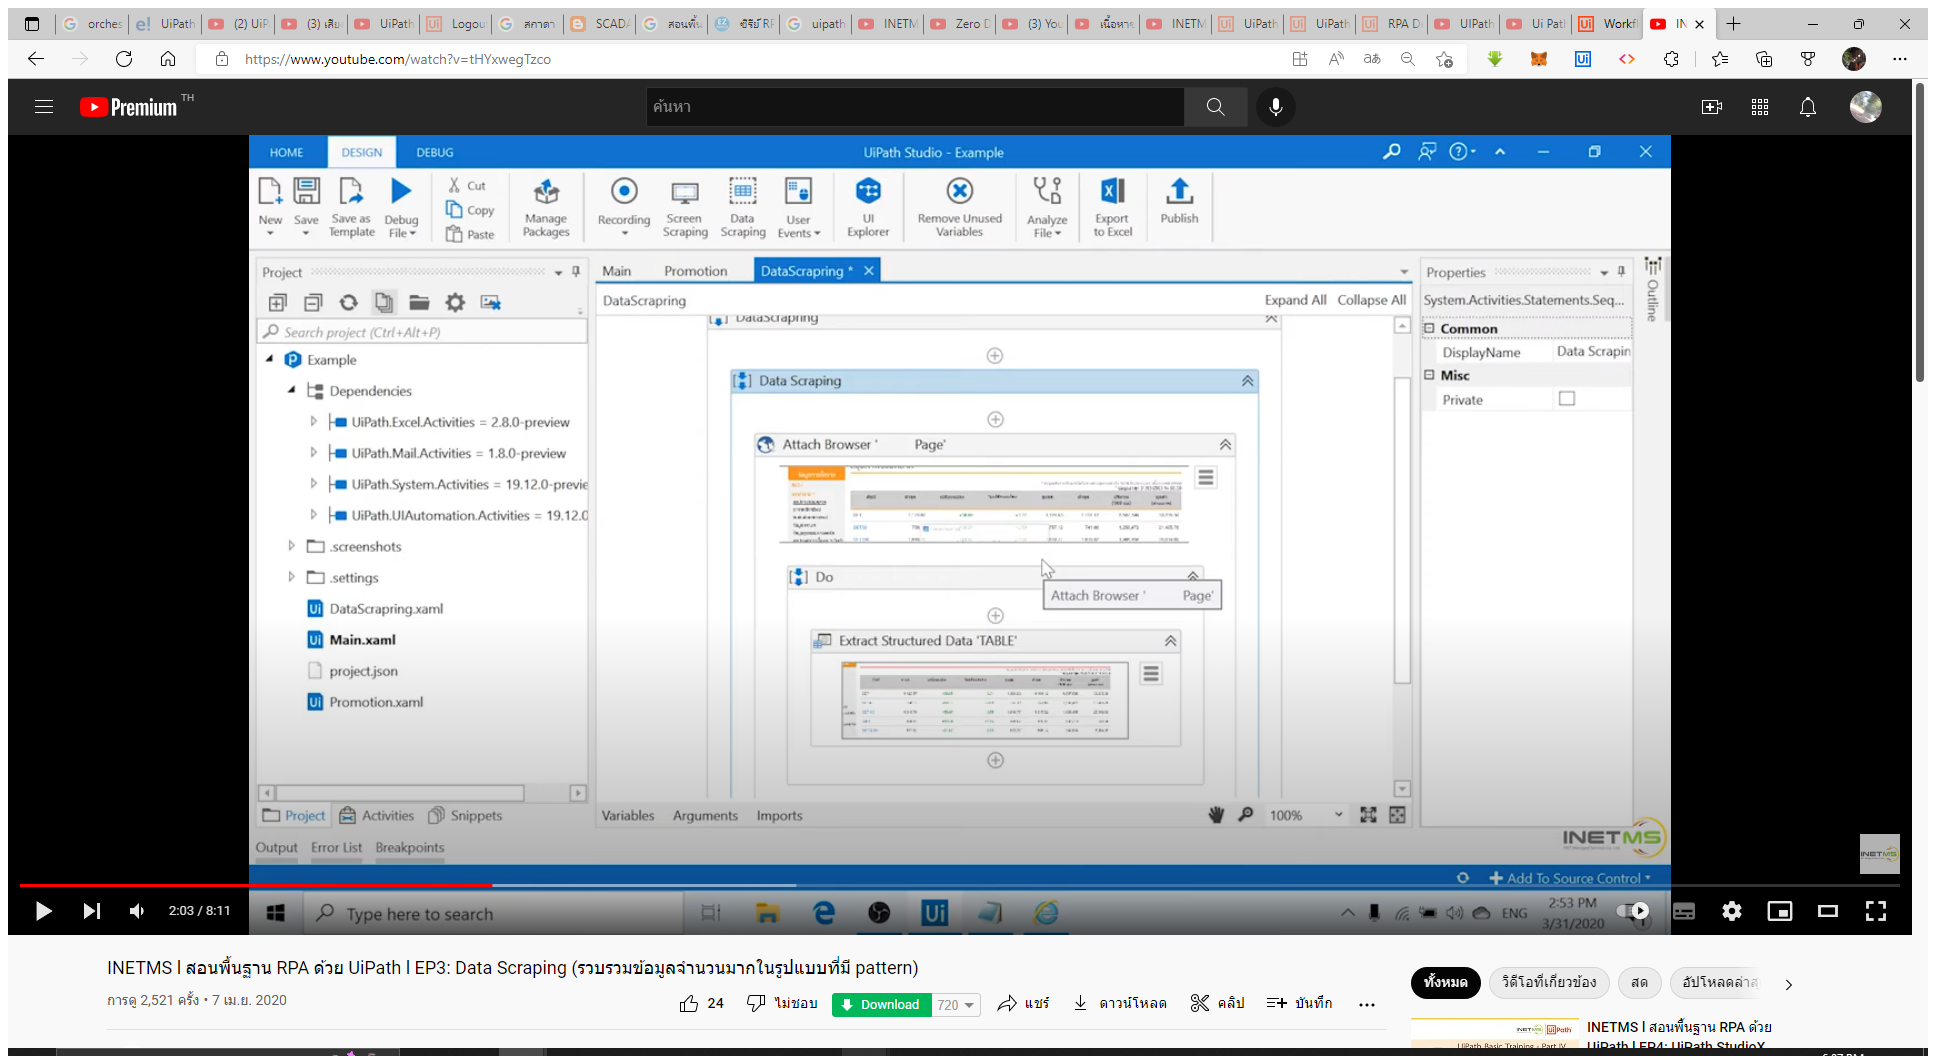 orches
UiPath
(2) UiP
(3) เสีย
UiPath
Logou
สกาดา
SCADA
สอนพื้น
ซีรีย์ RF
uipath
INETM
Zero D
(3) You
เนื้อหา
INETM
UiPath
UiPath
RPA D
UIPath
Ui Pat
Workf
IN
https://www.youtube.com/watch?v=tHYxwegTzco
Premium TH
ค้นหา
HOME DESIGN DEBUG
UiPath Studio - Example
New
Save
Save as Template
Debug File
Cut
Copy
Paste
Manage Packages
Recording
Screen Scraping
Data Scraping
User Events
UI Explorer
Remove Unused Variables
Analyze File
Export to Excel
Publish
Project
Search project (Ctrl+Alt+P)
Example
Dependencies
UiPath.Excel.Activities = 2.8.0-preview
UiPath.Mail.Activities = 1.8.0-preview
UiPath.System.Activities = 19.12.0-previe
UiPath.UIAutomation.Activities = 19.12.0
.screenshots
.settings
DataScrapring.xaml
Main.xaml
project.json
Promotion.xaml
Project Activities Snippets
Output Error List Breakpoints
Main Promotion DataScrapring *
DataScrapring
Expand All Collapse All
DataScrapring
Data Scraping
Attach Browser ' Page'
Do
Attach Browser ' Page'
Extract Structured Data 'TABLE'
Variables Arguments Imports
100%
Properties
System.Activities.Statements.Seq...
Common
DisplayName Data Scrapin
Misc
Private
Outline
INETMS
INETMS
Add To Source Control
Type here to search
ENG
2:53 PM
3/31/2020
2:03 / 8:11
INETMS l สอนพื้นฐาน RPA ด้วย UiPath l EP3: Data Scraping (รวบรวมข้อมูลจำนวนมากในรูปแบบที่มี pattern)
การดู 2,521 ครั้ง • 7 เม.ย. 2020
24 ไม่ชอบ Download 720 แชร์ ดาวน์โหลด คลิป บันทึก
ทั้งหมด วิดีโอที่เกี่ยวข้อง สด อัปโหลดล่าสุ
INETMS l สอนพื้นฐาน RPA ด้วย
UiPath l EP4: UiPath StudioX
UiPath Basic Training - Part IV